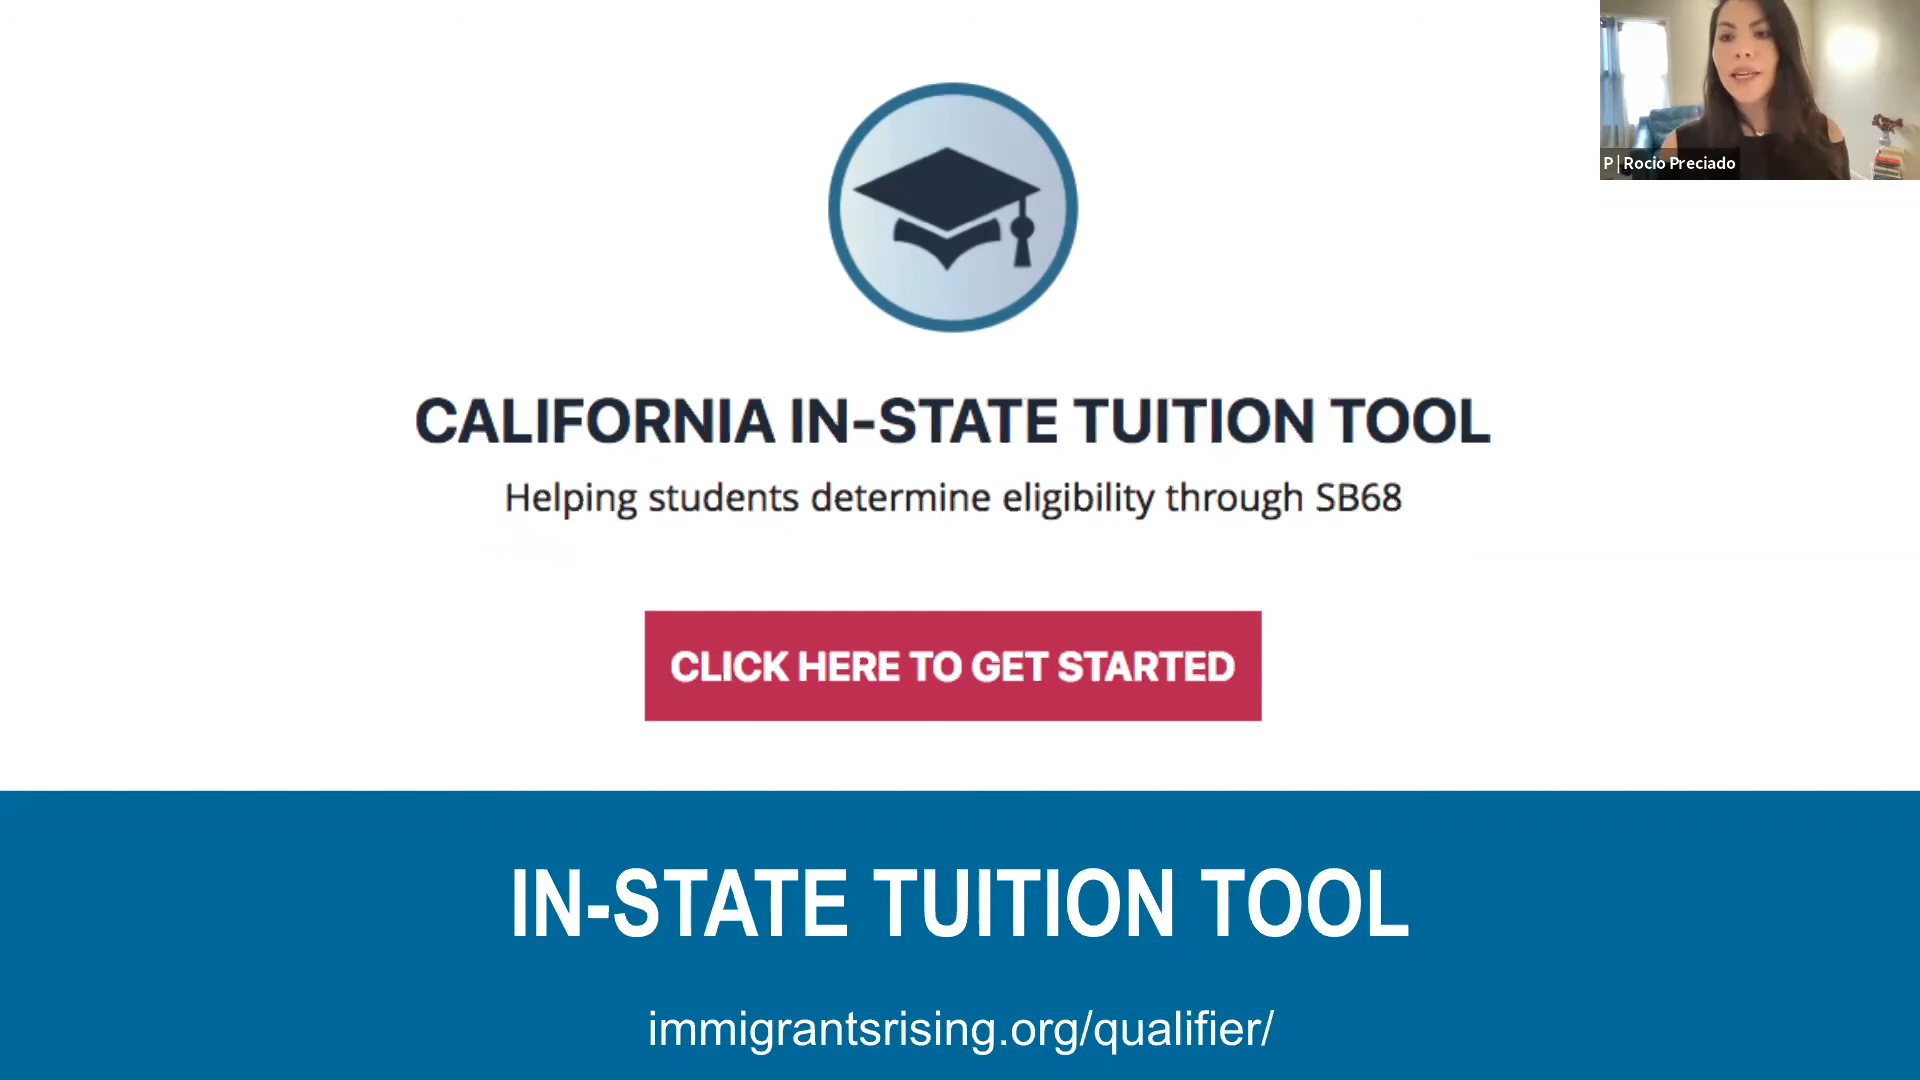 P | Rocio Preciado
CALIFORNIA IN-STATE TUITION TOOL
Helping students determine eligibility through SB68
CLICK HERE TO GET STARTED
IN-STATE TUITION TOOL
immigrantsrising.org/qualifier/